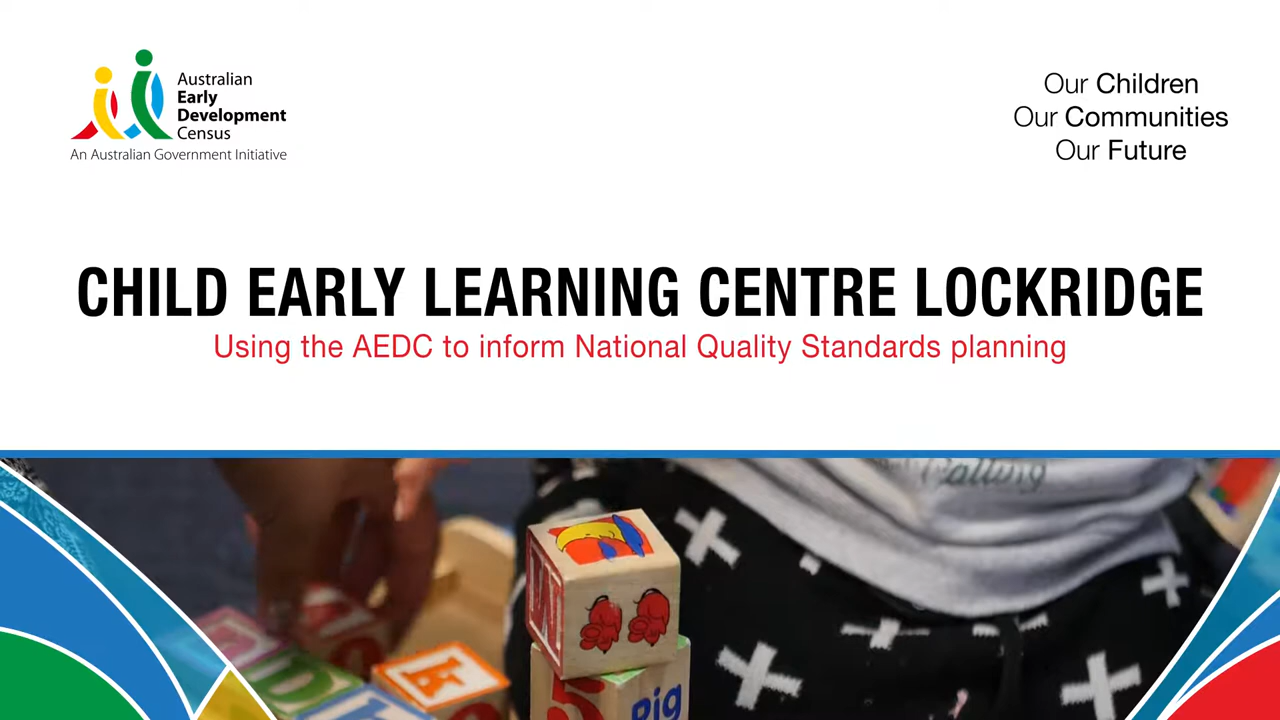 Australian
Early
Development
Census
An Australian Government Initiative
Our Children
Our Communities
Our Future
CHILD EARLY LEARNING CENTRE LOCKRIDGE
Using the AEDC to inform National Quality Standards planning
k
Pig